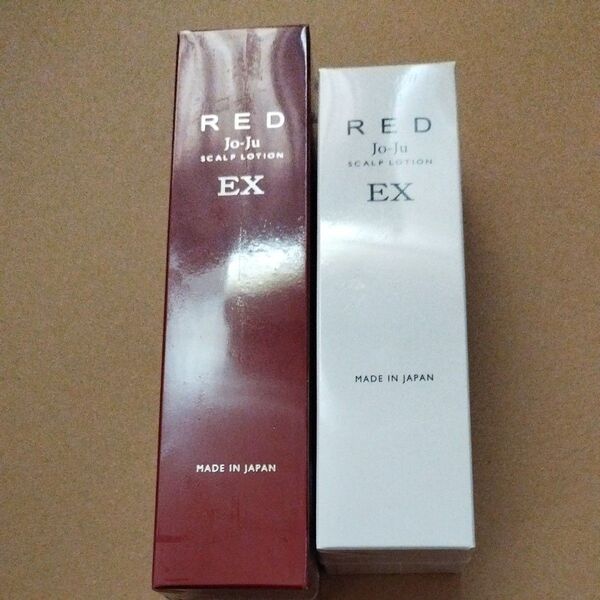 RED
Jo-Ju
SCALP LOTION
EX
MADE IN JAPAN
RED
Jo-Ju
SCALP LOTION
EX
MADE IN JAPAN